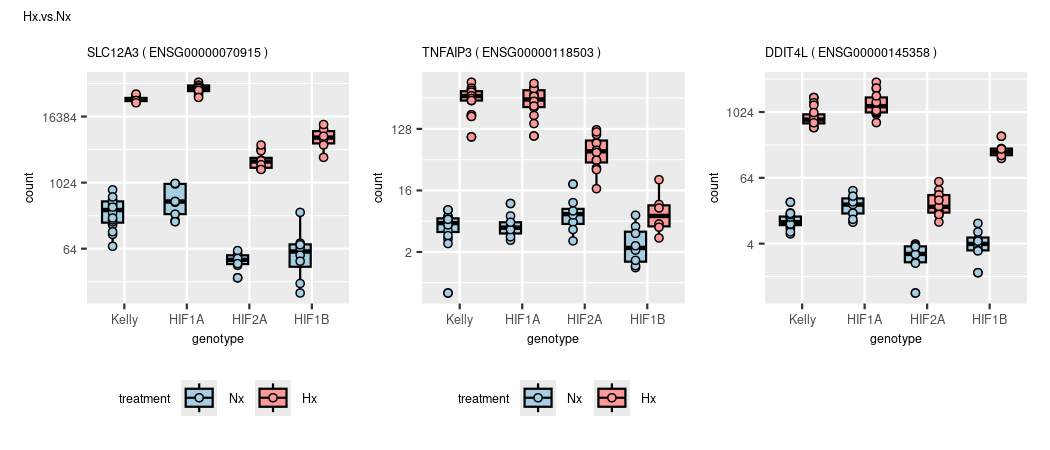 Hx.vs.Nx
SLC12A3 ( ENSG00000070915 )
count
16384
1024
64
Kelly HIF1A HIF2A HIF1B
genotype
treatment Nx Hx
TNFAIP3 ( ENSG00000118503 )
count
128
16
2
Kelly HIF1A HIF2A HIF1B
genotype
treatment Nx Hx
DDIT4L ( ENSG00000145358 )
count
1024
64
4
Kelly HIF1A HIF2A HIF1B
genotype